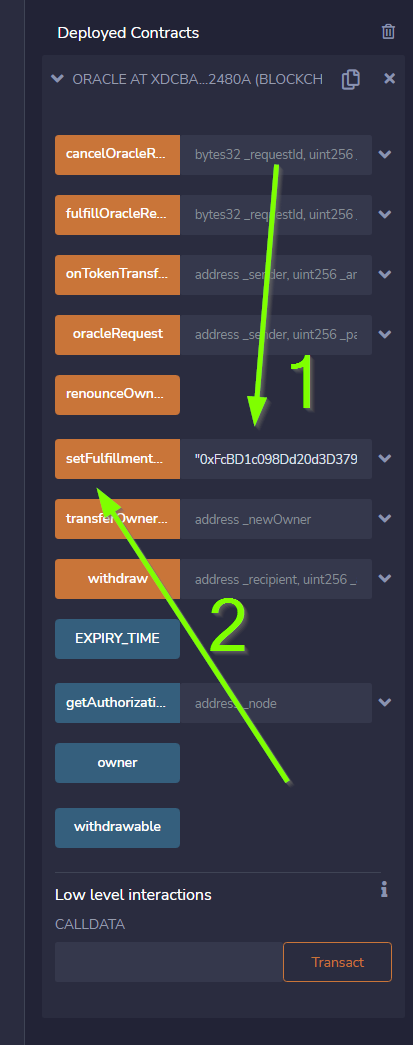 Deployed Contracts
ORACLE AT XDCBA...2480A (BLOCKCH
cancelOracleR... bytes32 _requestId, uint256 _
fulfillOracleRe... bytes32 _requestId, uint256 _
onTokenTransf... address _sender, uint256 _ar
oracleRequest address _sender, uint256 _pa
renounceOwn...
1
setFulfillment... "0xFcBD1c098Dd20d3D379
transferOwner... address _newOwner
withdraw address _recipient, uint256 _
2
EXPIRY_TIME
getAuthorizati... address _node
owner
withdrawable
Low level interactions
CALLDATA
Transact